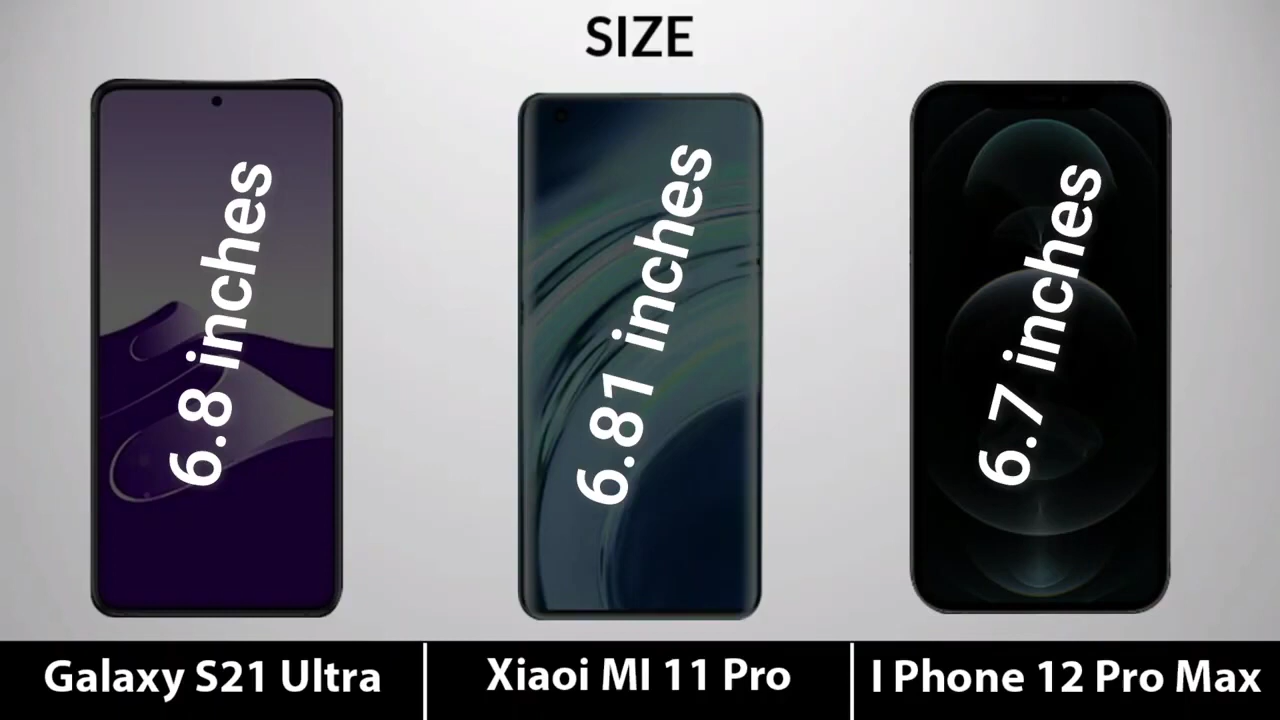 SIZE
6.8 inches
6.81 inches
6.7 inches
Galaxy S21 Ultra
Xiaoi MI 11 Pro
I Phone 12 Pro Max